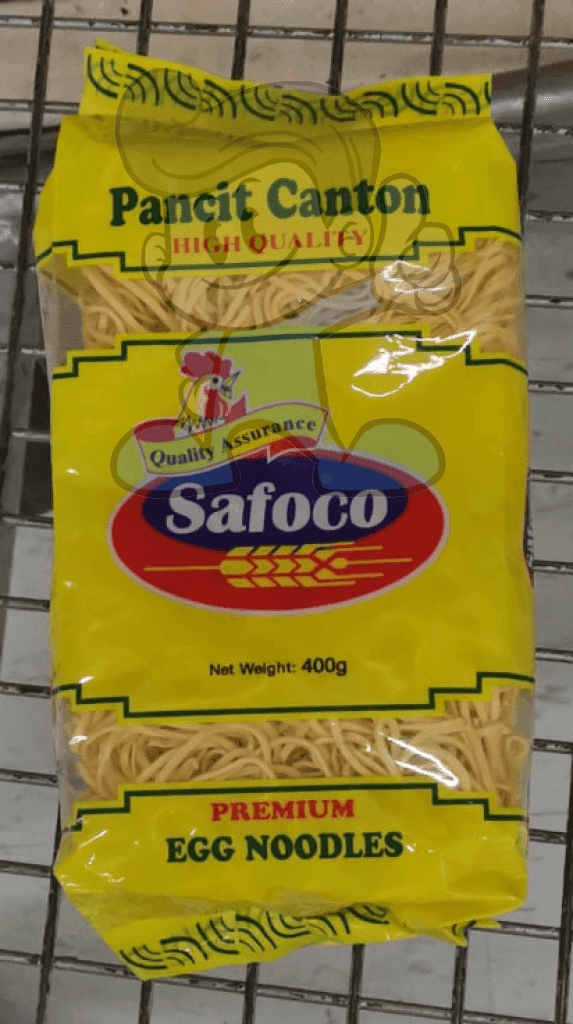 Pancit Canton
HIGH QUALITY
Quality Assurance
Safoco
Net Weight: 400g
PREMIUM
EGG NOODLES